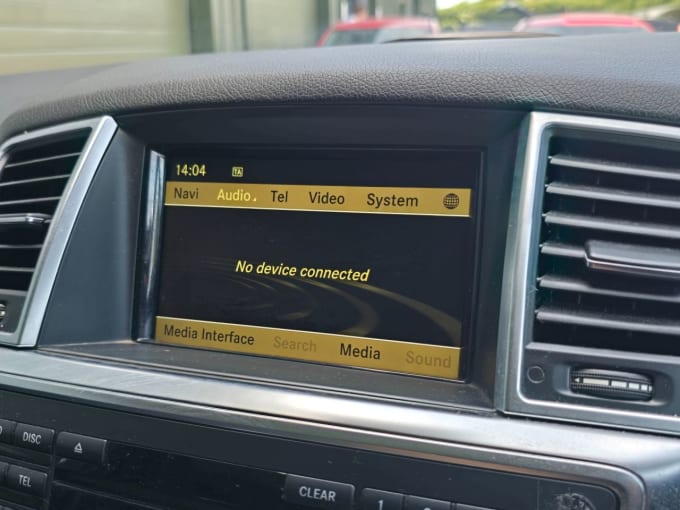 14:04 TA
Navi Audio Tel Video System
No device connected
Media Interface Search Media Sound
DISC
TEL
CLEAR 1